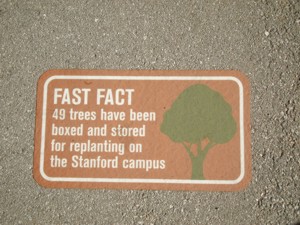 FAST FACT
49 trees have been
boxed and stored
for replanting on
the Stanford campus